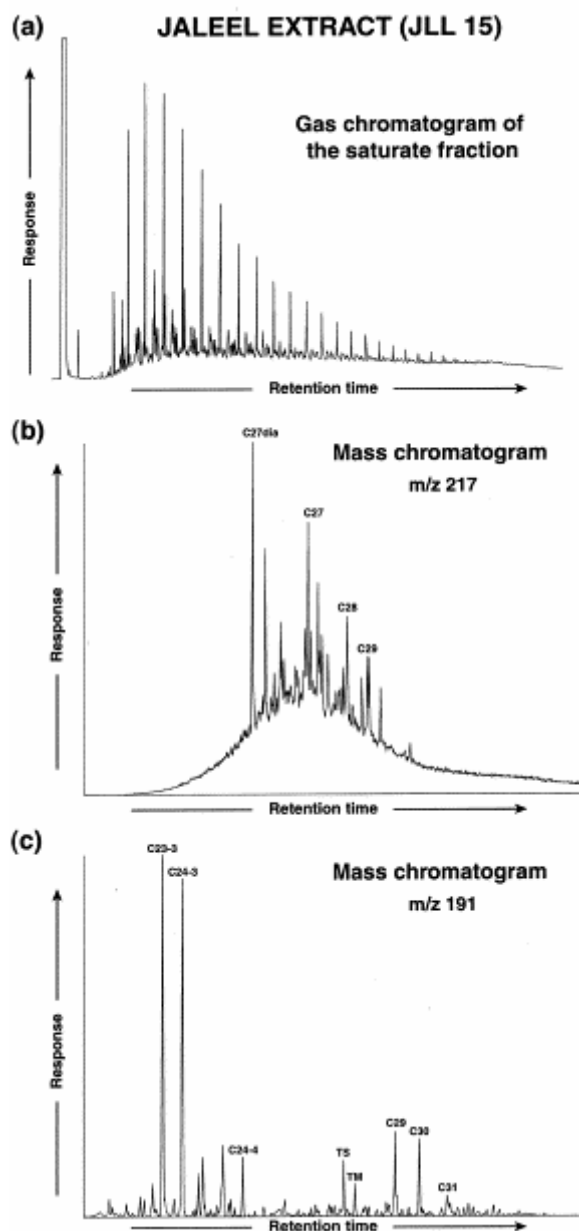 (a) JALEEL EXTRACT (JLL 15)
Gas chromatogram of
the saturate fraction
Response
Retention time
(b)
C27dia
Mass chromatogram
m/z 217
C27
C28
C29
Response
Retention time
(c)
C23-3
C24-3
Mass chromatogram
m/z 191
Response
C24-4
TS
TM
C29
C30
C31
Retention time